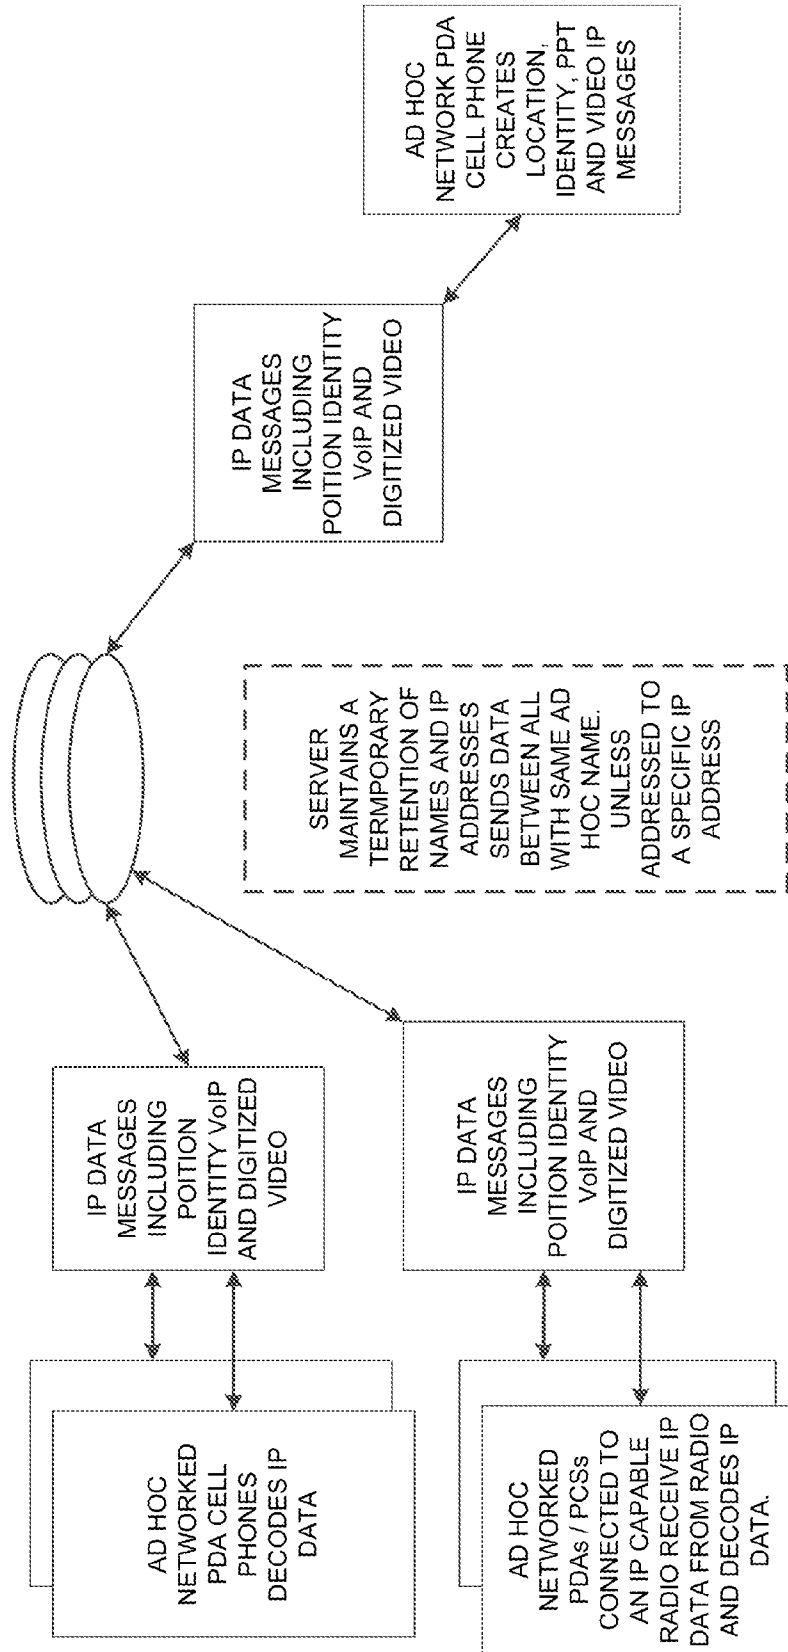 AD HOC
NETWORKED
PDA CELL
PHONES
DECODES IP
DATA
AD HOC
NETWORKED
PDAs / PCSs
CONNECTED TO
AN IP CAPABLE
RADIO RECEIVE IP
DATA FROM RADIO
AND DECODES IP
DATA.
IP DATA
MESSAGES
INCLUDING
POITION
IDENTITY VoIP
AND DIGITIZED
VIDEO
IP DATA
MESSAGES
INCLUDING
POITION IDENTITY
VoIP AND
DIGITIZED VIDEO
SERVER
MAINTAINS A
TERMPORARY
RETENTION OF
NAMES AND IP
ADDRESSES
SENDS DATA
BETWEEN ALL
WITH SAME AD
HOC NAME.
UNLESS
ADDRESSED TO
A SPECIFIC IP
ADDRESS
IP DATA
MESSAGES
INCLUDING
POITION IDENTITY
VoIP AND
DIGITIZED VIDEO
AD HOC
NETWORK PDA
CELL PHONE
CREATES
LOCATION,
IDENTITY, PPT
AND VIDEO IP
MESSAGES